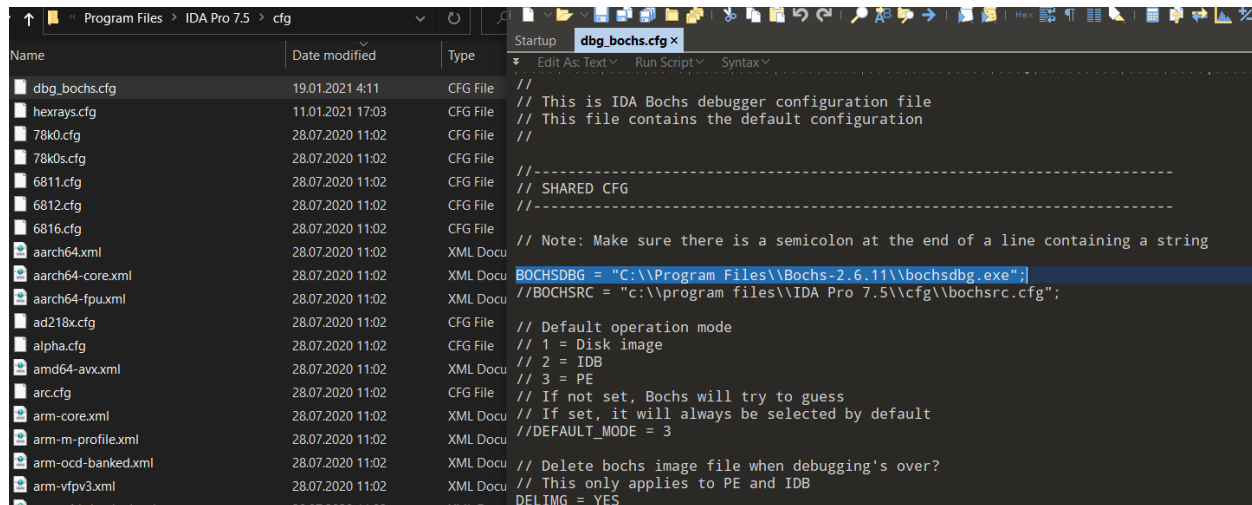 Program Files > IDA Pro 7.5 > cfg
Name Date modified Type
dbg_bochs.cfg 19.01.2021 4:11 CFG File
hexrays.cfg 11.01.2021 17:03 CFG File
78k0.cfg 28.07.2020 11:02 CFG File
78k0s.cfg 28.07.2020 11:02 CFG File
6811.cfg 28.07.2020 11:02 CFG File
6812.cfg 28.07.2020 11:02 CFG File
6816.cfg 28.07.2020 11:02 CFG File
aarch64.xml 28.07.2020 11:02 XML Docu
aarch64-core.xml 28.07.2020 11:02 XML Docu
aarch64-fpu.xml 28.07.2020 11:02 XML Docu
ad218x.cfg 28.07.2020 11:02 CFG File
alpha.cfg 28.07.2020 11:02 CFG File
amd64-avx.xml 28.07.2020 11:02 XML Docu
arc.cfg 28.07.2020 11:02 CFG File
arm-core.xml 28.07.2020 11:02 XML Docu
arm-m-profile.xml 28.07.2020 11:02 XML Docu
arm-ocd-banked.xml 28.07.2020 11:02 XML Docu
arm-vfpv3.xml 28.07.2020 11:02 XML Docu
Hex
Startup dbg_bochs.cfg ×
Edit As: Text Run Script Syntax
//
// This is IDA Bochs debugger configuration file
// This file contains the default configuration
//
//--------------------------------------------------------------------------
// SHARED CFG
//--------------------------------------------------------------------------
// Note: Make sure there is a semicolon at the end of a line containing a string
BOCHSDBG = "C:\\Program Files\\Bochs-2.6.11\\bochsdbg.exe";
//BOCHSRC = "c:\\program files\\IDA Pro 7.5\\cfg\\bochsrc.cfg";
// Default operation mode
// 1 = Disk image
// 2 = IDB
// 3 = PE
// If not set, Bochs will try to guess
// If set, it will always be selected by default
//DEFAULT_MODE = 3
// Delete bochs image file when debugging's over?
// This only applies to PE and IDB
DELIMG = YES